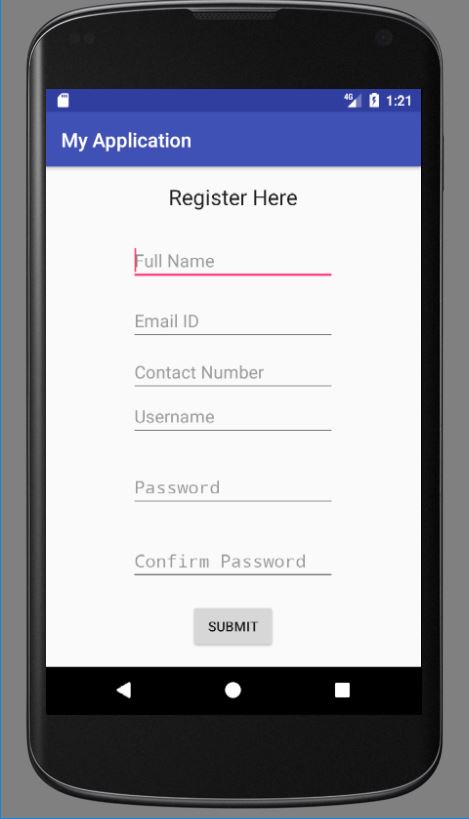 4G 1:21
My Application
Register Here
Full Name
Email ID
Contact Number
Username
Password
Confirm Password
SUBMIT